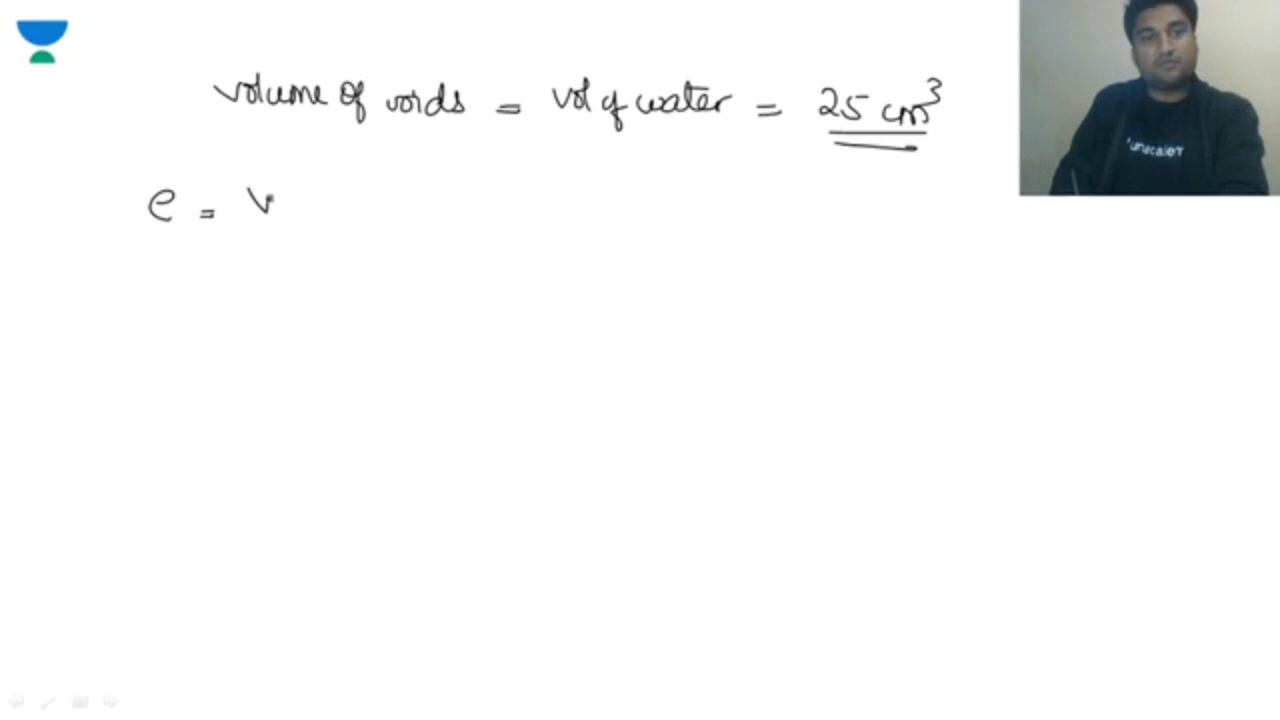 volume of voids = vol of water = 25 cm³
e = v